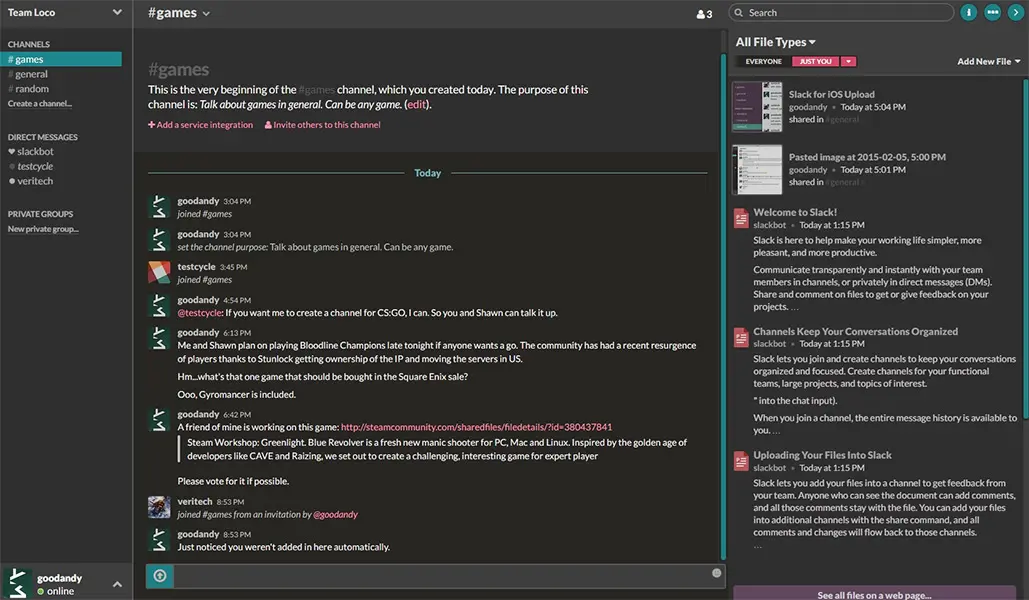 Team Loco
CHANNELS
# games
# general
# random
Create a channel...
DIRECT MESSAGES
slackbot
testcycle
veritech
PRIVATE GROUPS
New private group...
goodandy
online
#games
3
#games
This is the very beginning of the #games channel, which you created today. The purpose of this
channel is: Talk about games in general. Can be any game. (edit).
+ Add a service integration Invite others to this channel
Today
goodandy 3:04 PM
joined #games
goodandy 3:04 PM
set the channel purpose: Talk about games in general. Can be any game.
testcycle 3:45 PM
joined #games
goodandy 4:54 PM
@testcycle: If you want me to create a channel for CS:GO, I can. So you and Shawn can talk it up.
goodandy 6:13 PM
Me and Shawn plan on playing Bloodline Champions late tonight if anyone wants a go. The community has had a recent resurgence
of players thanks to Stunlock getting ownership of the IP and moving the servers in US.
Hm...what's that one game that should be bought in the Square Enix sale?
Ooo, Gyromancer is included.
goodandy 6:42 PM
A friend of mine is working on this game: http://steamcommunity.com/sharedfiles/filedetails/?id=380437841
Steam Workshop: Greenlight. Blue Revolver is a fresh new manic shooter for PC, Mac and Linux. Inspired by the golden age of
developers like CAVE and Raizing, we set out to create a challenging, interesting game for expert player
Please vote for it if possible.
veritech 8:53 PM
joined #games from an invitation by @goodandy
goodandy 8:53 PM
Just noticed you weren't added in here automatically.
Search
All File Types
EVERYONE JUST YOU
Add New File
Slack for iOS Upload
goodandy • Today at 5:04 PM
shared in #general
Pasted image at 2015-02-05, 5:00 PM
goodandy • Today at 5:01 PM
shared in #general
Welcome to Slack!
slackbot • Today at 1:15 PM
Slack is here to help make your working life simpler, more
pleasant, and more productive.
Communicate transparently and instantly with your team
members in channels, or privately in direct messages (DMs).
Share and comment on files to get or give feedback on your
projects. ...
Channels Keep Your Conversations Organized
slackbot • Today at 1:15 PM
Slack lets you join and create channels to keep your conversations
organized and focused. Create channels for your functional
teams, large projects, and topics of interest.
" into the chat input).
When you join a channel, the entire message history is available to
you. ...
Uploading Your Files Into Slack
slackbot • Today at 1:15 PM
Slack lets you add your files into a channel to get feedback from
your team. Anyone who can see the document can add comments,
and all those comments stay with the file. You can add your files
into additional channels with the share command, and all
comments and changes will flow back to those channels.
...
See all files on a web page...